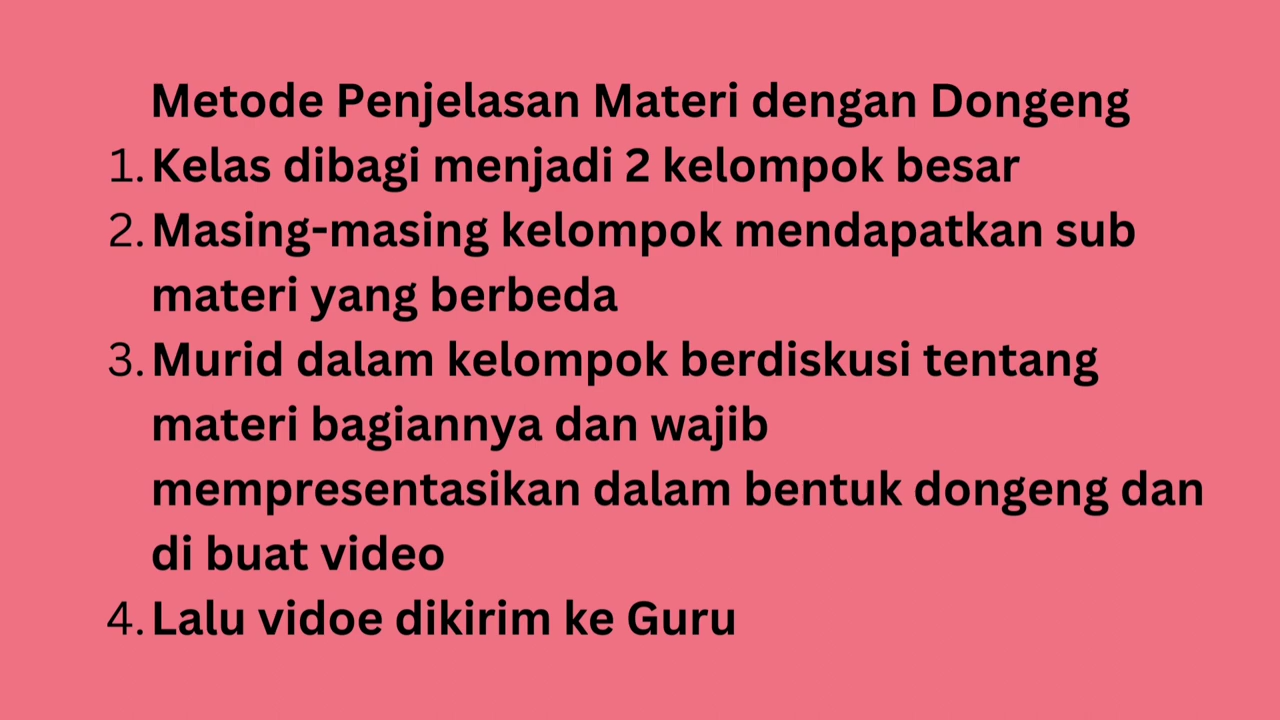 Metode Penjelasan Materi dengan Dongeng
1. Kelas dibagi menjadi 2 kelompok besar
2. Masing-masing kelompok mendapatkan sub
materi yang berbeda
3. Murid dalam kelompok berdiskusi tentang
materi bagiannya dan wajib
mempresentasikan dalam bentuk dongeng dan
di buat video
4. Lalu vidoe dikirim ke Guru